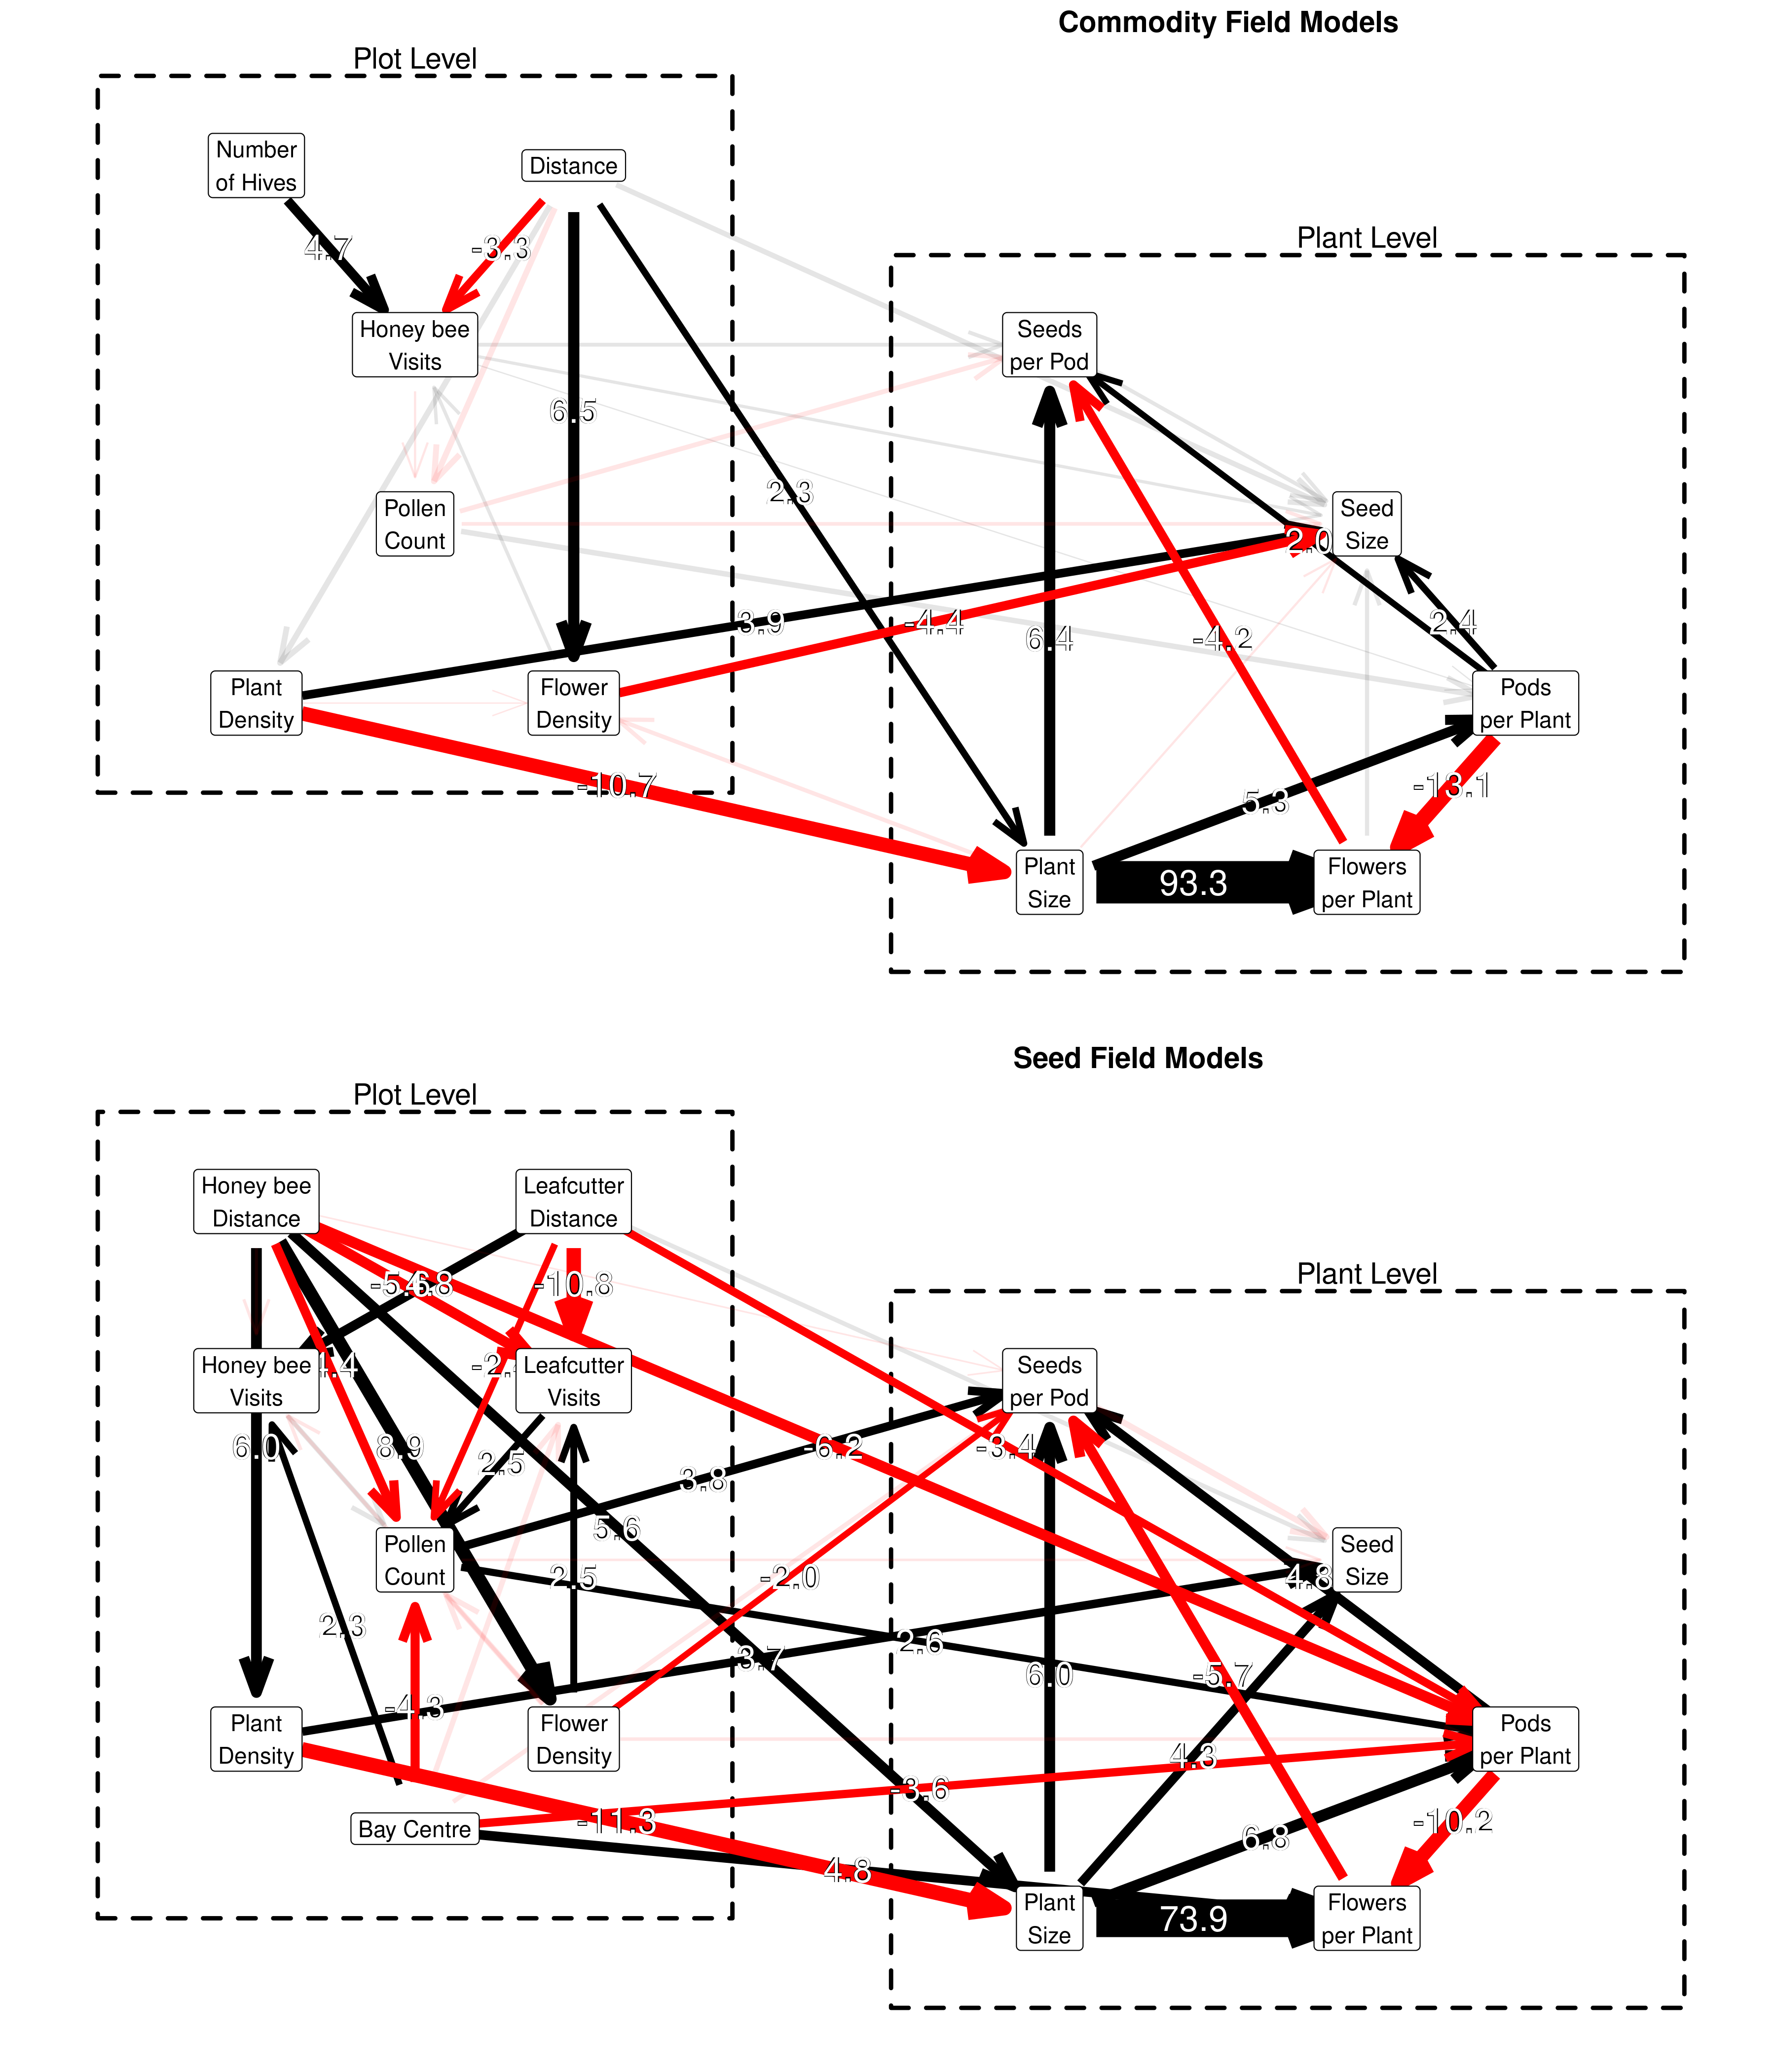 Commodity Field Models
Plot Level
Number
of Hives
Distance
4.7
-3.3
Plant Level
Honey bee
Visits
Seeds
per Pod
6.5
2.3
Pollen
Count
Seed
Size
2.0
3.9
-4.4
6.4
-4.2
2.4
Plant
Density
Flower
Density
Pods
per Plant
-10.7
5.3
-13.1
Plant
Size
93.3
Flowers
per Plant
Seed Field Models
Plot Level
Honey bee
Distance
Leafcutter
Distance
-10.8
Plant Level
Honey bee
Visits
Leafcutter
Visits
Seeds
per Pod
6.0
8.9
2.5
3.8
-6.2
-3.4
5.6
Pollen
Count
Seed
Size
2.5
-2.0
4.8
2.3
3.7
2.6
6.0
-5.7
-4.3
Plant
Density
Flower
Density
4.3
Pods
per Plant
-3.6
Bay Centre
-11.3
6.8
-10.2
4.8
Plant
Size
73.9
Flowers
per Plant